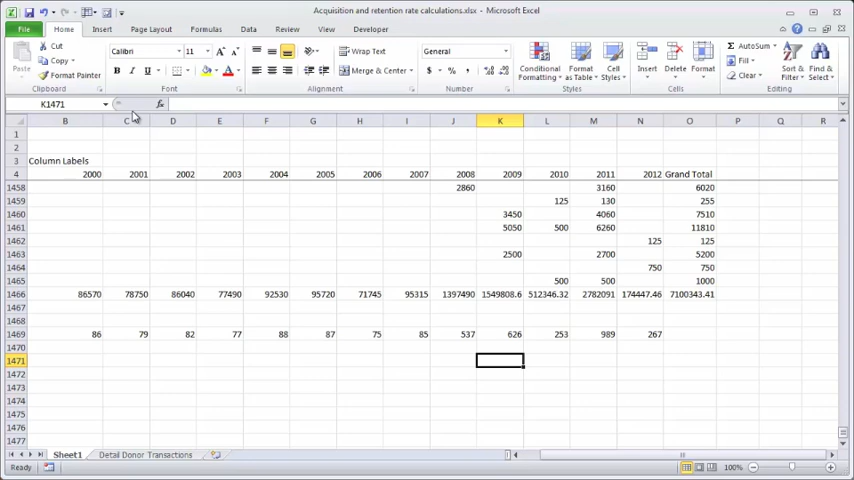 Acquisition and retention rate calculations.xlsx - Microsoft Excel
File Home Insert Page Layout Formulas Data Review View Developer
Cut
Copy
Format Painter
Paste
Clipboard
Calibri 11
B I U
Font
Wrap Text
Merge & Center
Alignment
General
$ % ,
Number
Conditional Formatting
Format as Table
Cell Styles
Styles
Insert
Delete
Format
Cells
AutoSum
Fill
Clear
Sort & Filter
Find & Select
Editing
K1471 fx
B C D E F G H I J K L M N O P Q R
1
2
3 Column Labels
4 2000 2001 2002 2003 2004 2005 2006 2007 2008 2009 2010 2011 2012 Grand Total
1458 2860 3160 6020
1459 125 130 255
1460 3450 4060 7510
1461 5050 500 6260 11810
1462 125 125
1463 2500 2700 5200
1464 750 750
1465 500 500 1000
1466 86570 78750 86040 77490 92530 95720 71745 95315 1397490 1549808.6 512346.32 2782091 174447.46 7100343.41
1467
1468
1469 86 79 82 77 88 87 75 85 537 626 253 989 267
1470
1471
1472
1473
1474
1475
1476
1477
Sheet1 Detail Donor Transactions
Ready 100%